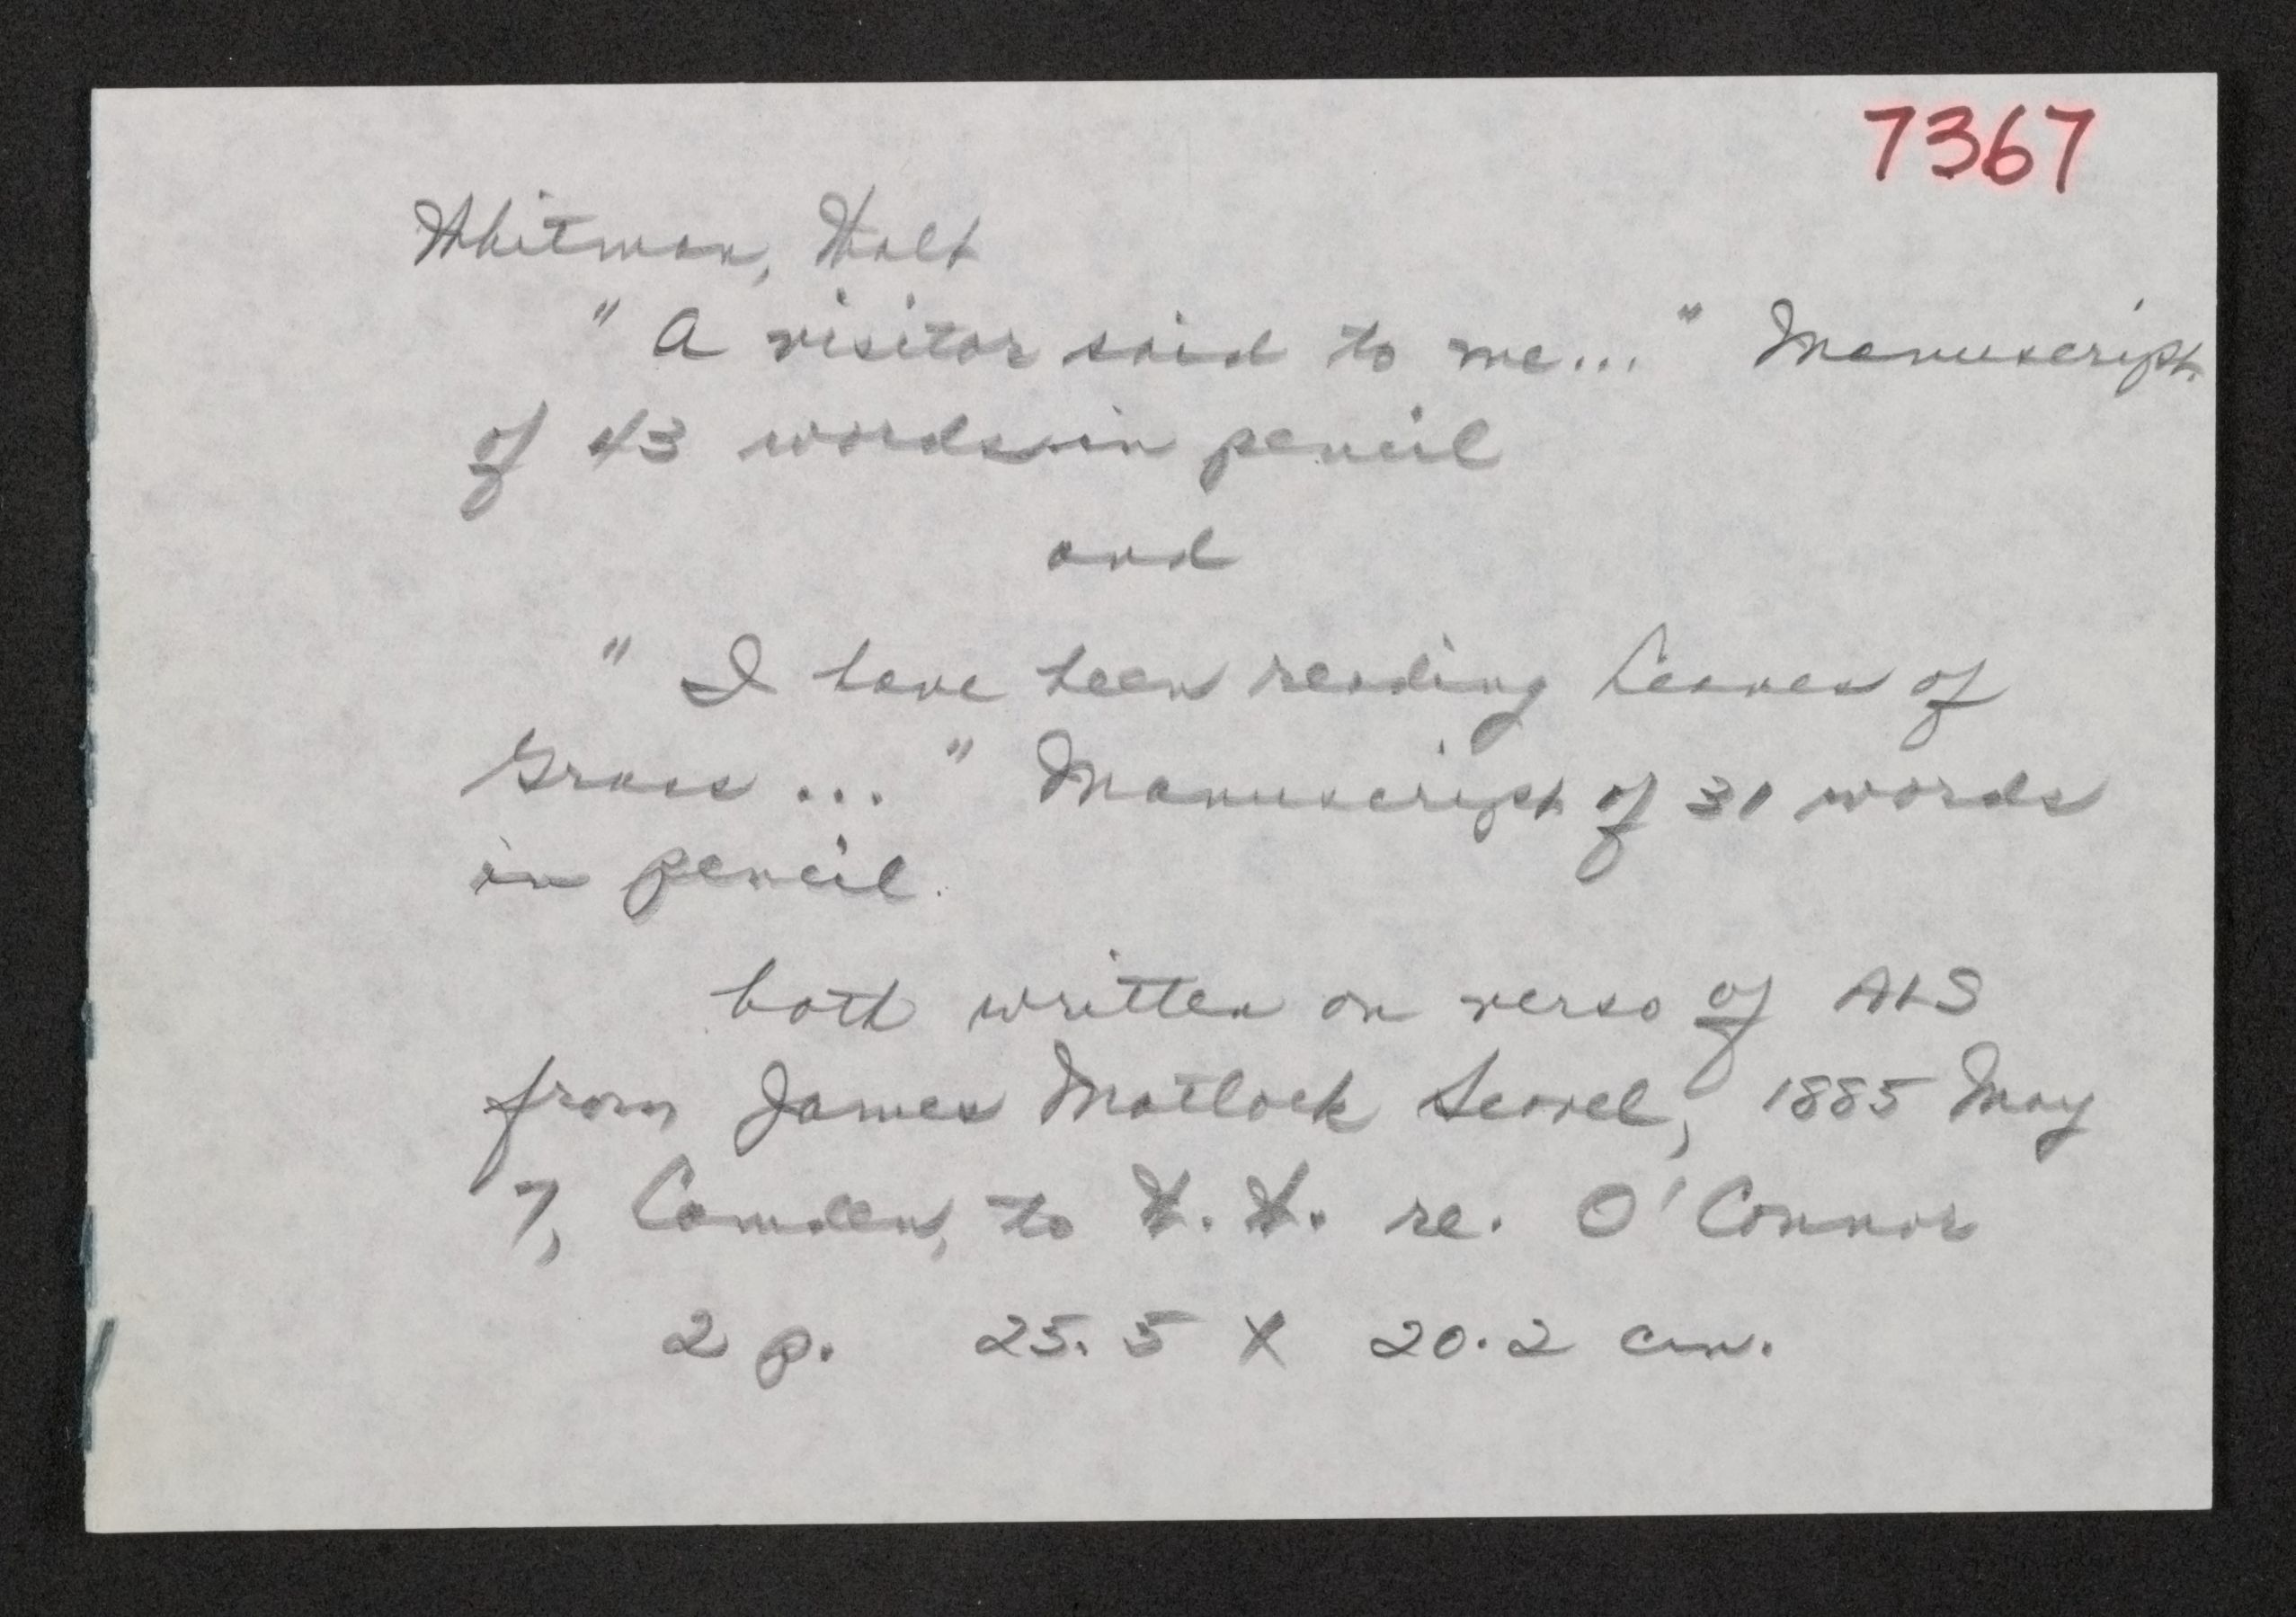 7367
Whitman, Walt
" A visitor said to me... " Manuscript
of 43 words in pencil
and
" I have been reading Leaves of
Grass ... " Manuscript of 31 words
in pencil.
both written on verso of ALS
from James Matlock Scovel, 1885 May
7, Camden, to W. W. re. O'Connor
2 p. 25.5 X 20.2 cm.